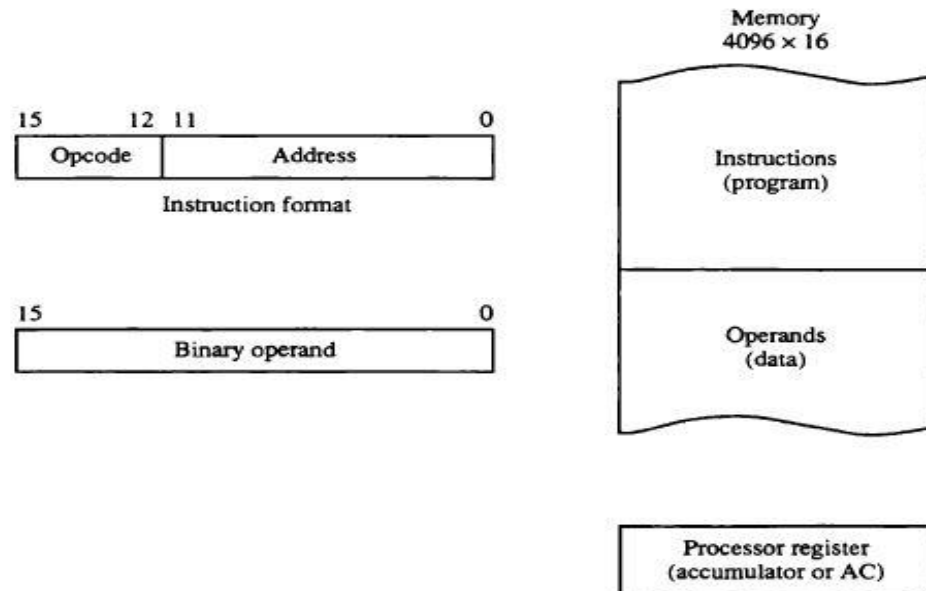 Memory
4096 × 16
15 12 11 0
Opcode Address
Instruction format
Instructions
(program)
15 0
Binary operand
Operands
(data)
Processor register
(accumulator or AC)